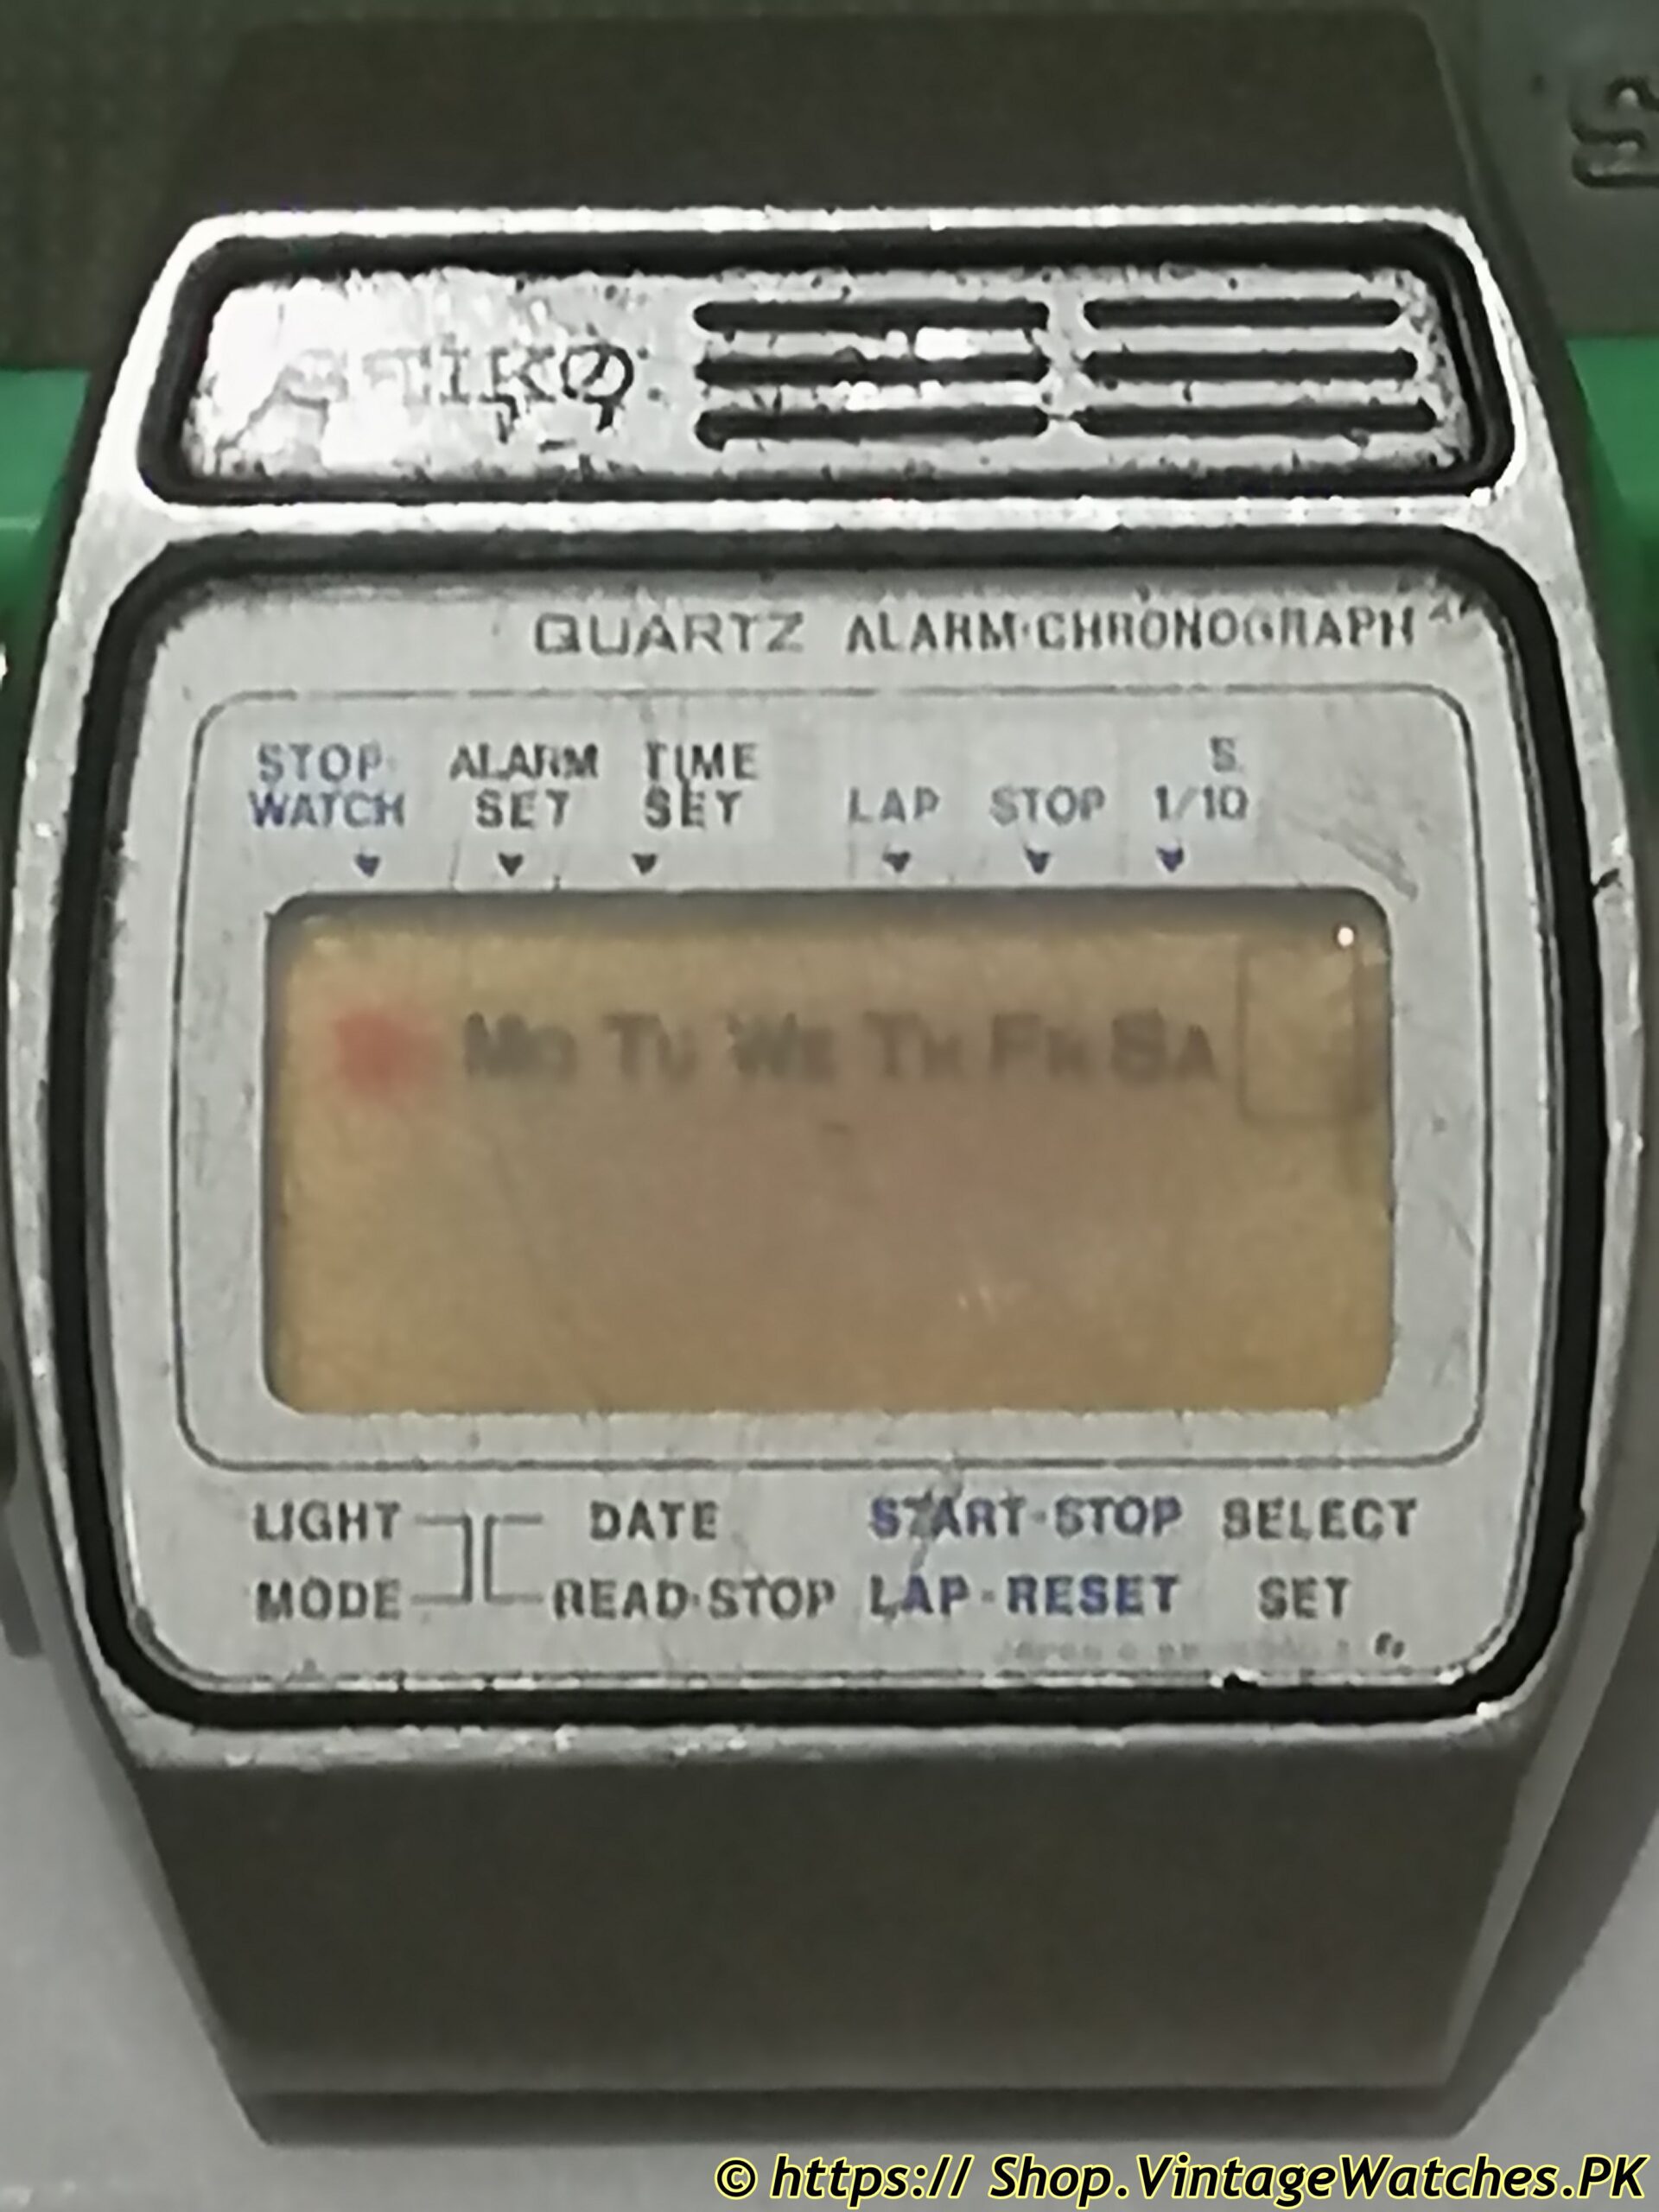 SEIKO
QUARTZ ALARM·CHRONOGRAPH
STOP· ALARM TIME S.
WATCH SET SET LAP STOP 1/10
MO TU WE TH FR SA
LIGHT DATE START·STOP SELECT
MODE READ·STOP LAP·RESET SET
© https:// Shop.VintageWatches.PK